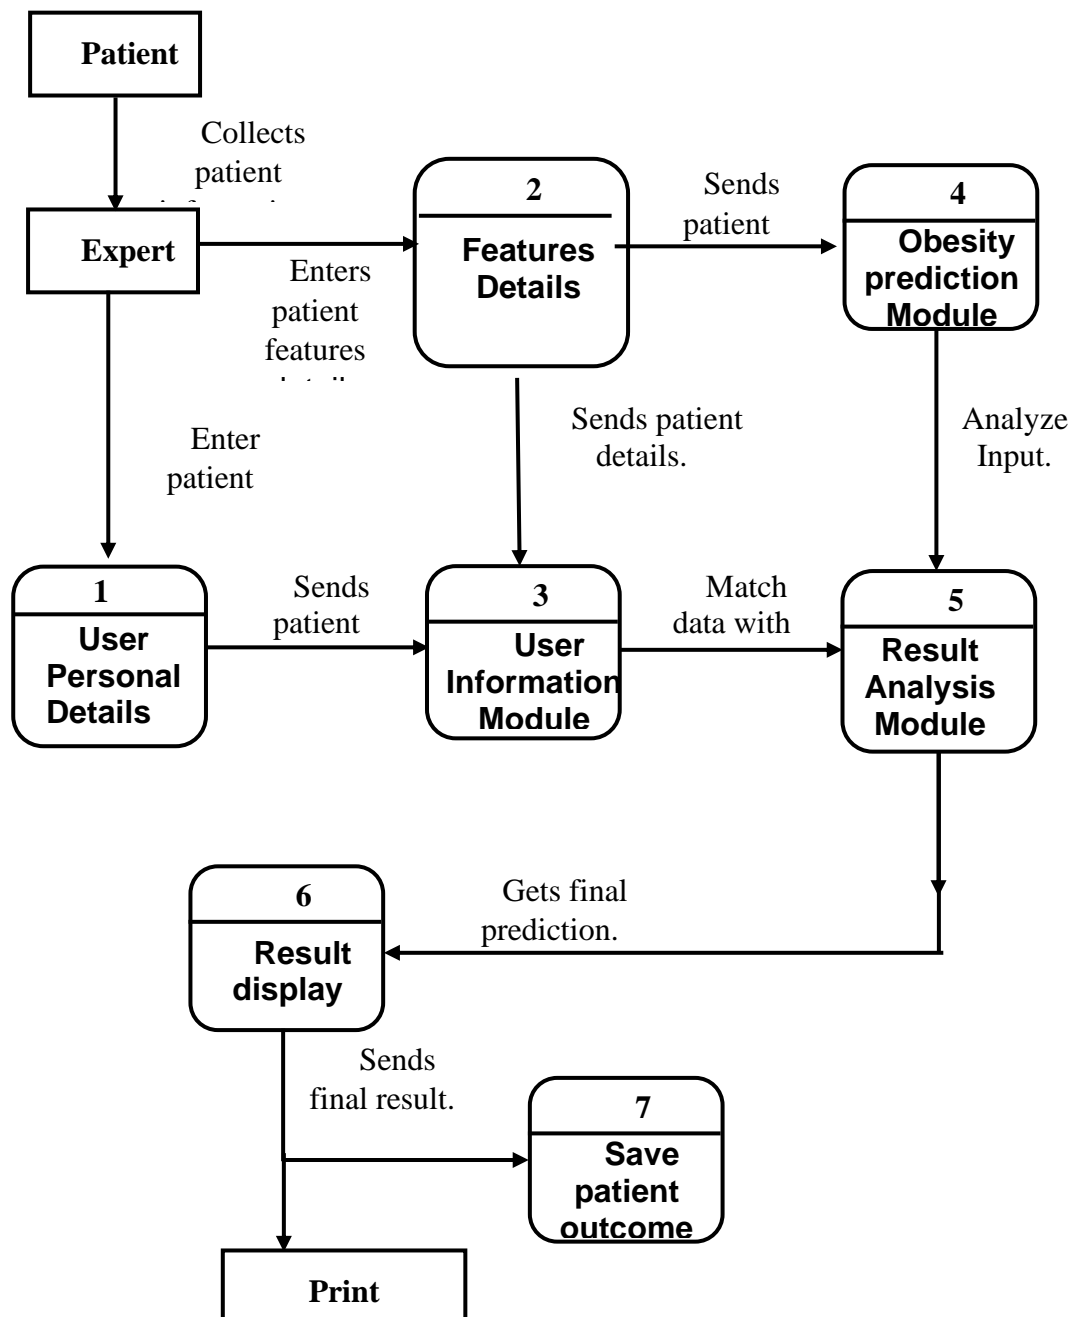 Patient
Collects
patient
Expert
Enters
patient
features
2
Features
Details
Sends
patient
4
Obesity
prediction
Module
Enter
patient
Sends patient
details.
Analyze
Input.
1
User
Personal
Details
Sends
patient
3
User
Information
Module
Match
data with
5
Result
Analysis
Module
6
Result
display
Gets final
prediction.
Sends
final result.
7
Save
patient
outcome
Print